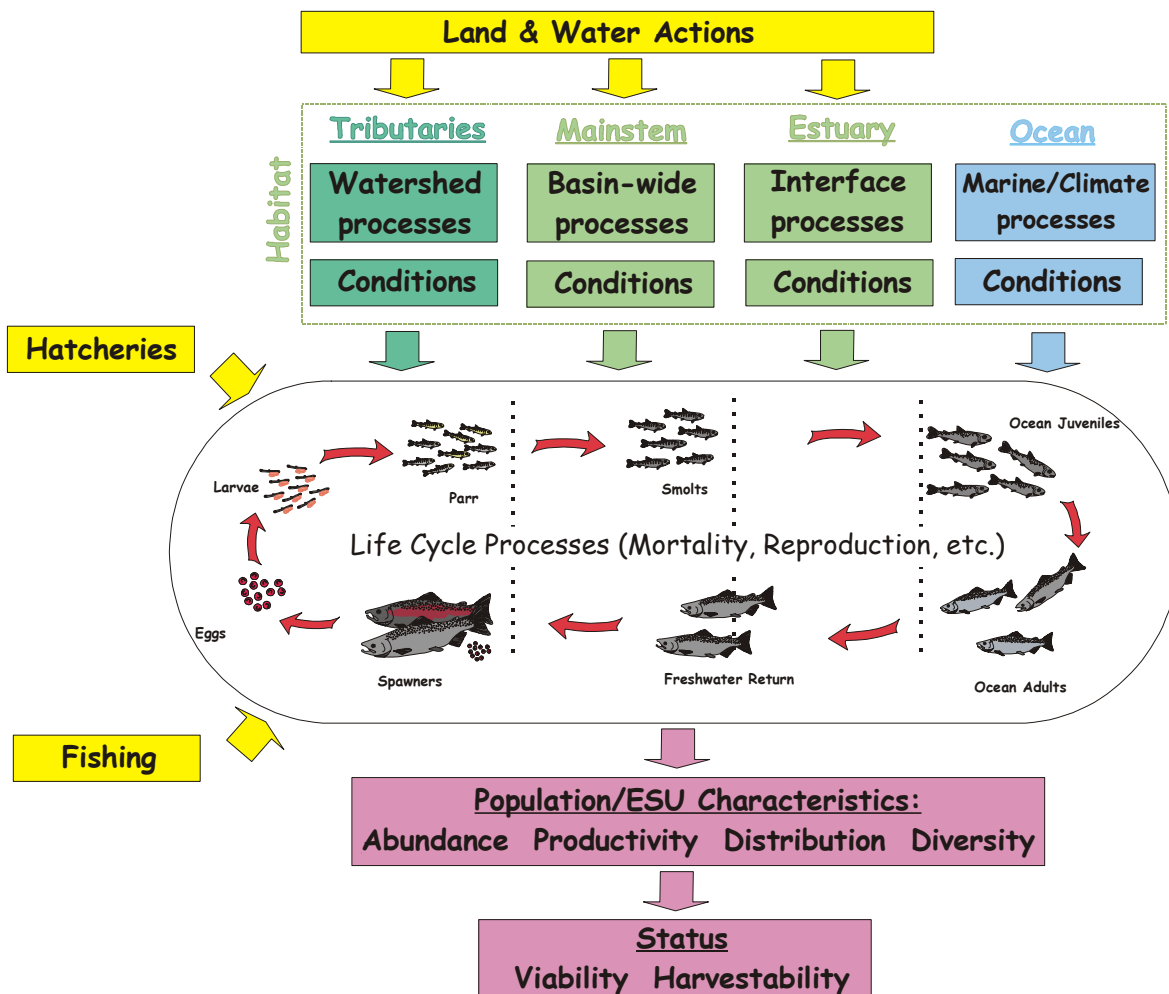 Land & Water Actions
Habitat
Tributaries
Mainstem
Estuary
Ocean
Watershed
processes
Basin-wide
processes
Interface
processes
Marine/Climate
processes
Conditions
Conditions
Conditions
Conditions
Hatcheries
Larvae
Parr
Smolts
Ocean Juveniles
Life Cycle Processes (Mortality, Reproduction, etc.)
Eggs
Spawners
Freshwater Return
Ocean Adults
Fishing
Population/ESU Characteristics:
Abundance Productivity Distribution Diversity
Status
Viability Harvestability